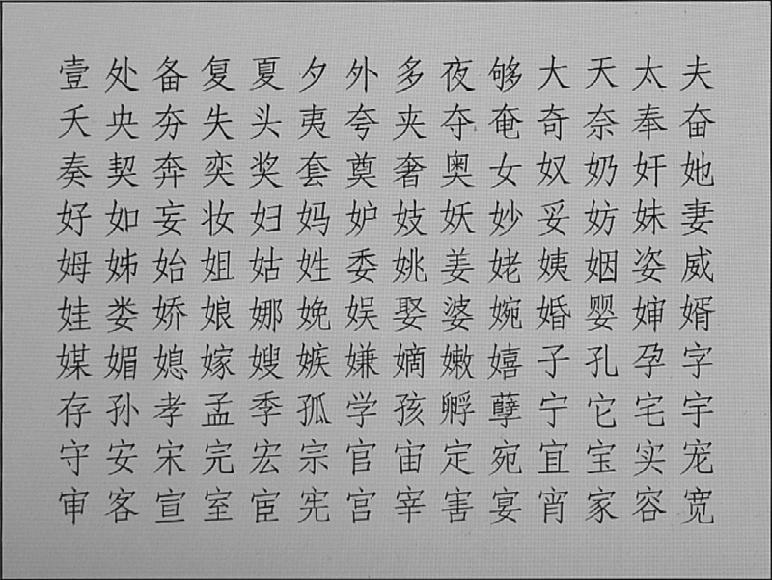 壹处备复夏夕外多夜够大天太夫
夭央夯失头夷夸夹夺奄奇奈奉奋
奏契奔奕奖套奠奢奥女奴奶奸她
好如妄妆妇妈妒妓妖妙妥妨妹妻
姆姊始姐姑姓委姚姜姥姨姻姿威
娃娄娇娘娜娩娱娶婆婉婚婴婶婿
媒媚媳嫁嫂嫉嫌嫡嫩嬉子孔孕字
存孙孝孟季孤学孩孵孽宁它宅宇
守安宋完宏宗官宙定宛宜宝实宠
审客宣室宦宪宫宰害宴宵家容宽